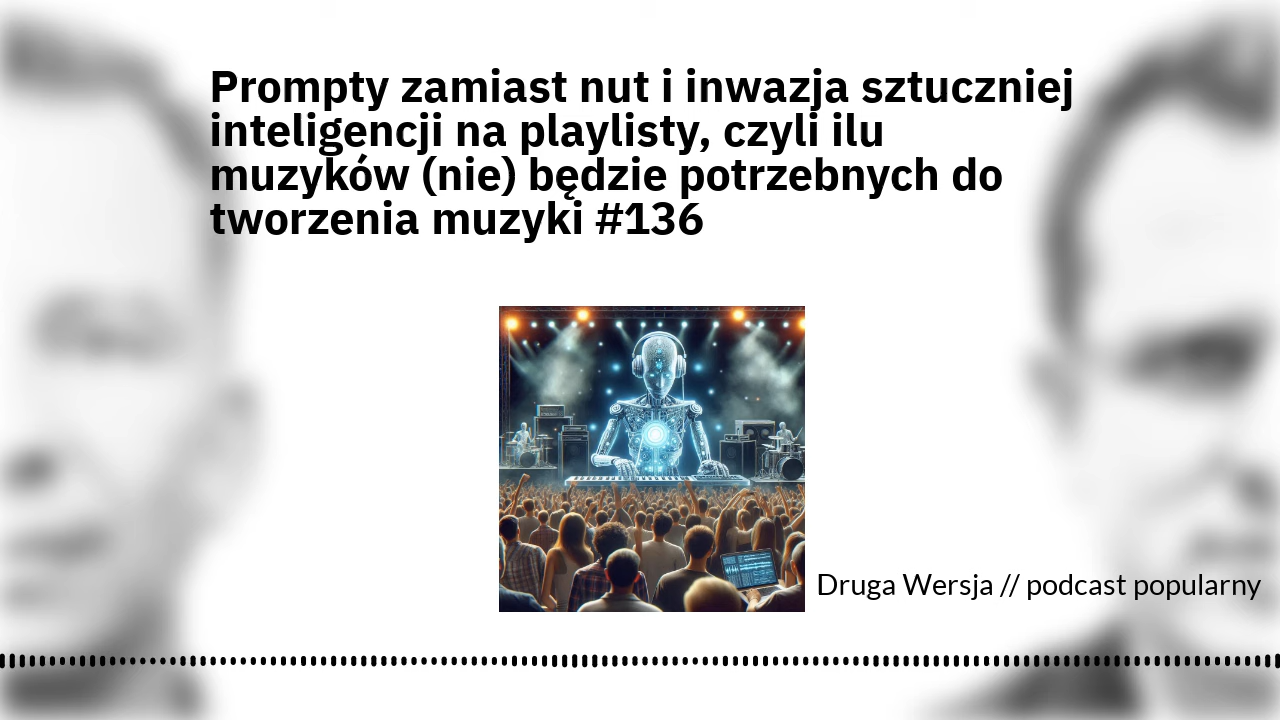 Prompty zamiast nut i inwazja sztuczniej
inteligencji na playlisty, czyli ilu
muzyków (nie) będzie potrzebnych do
tworzenia muzyki #136
Druga Wersja // podcast popularny